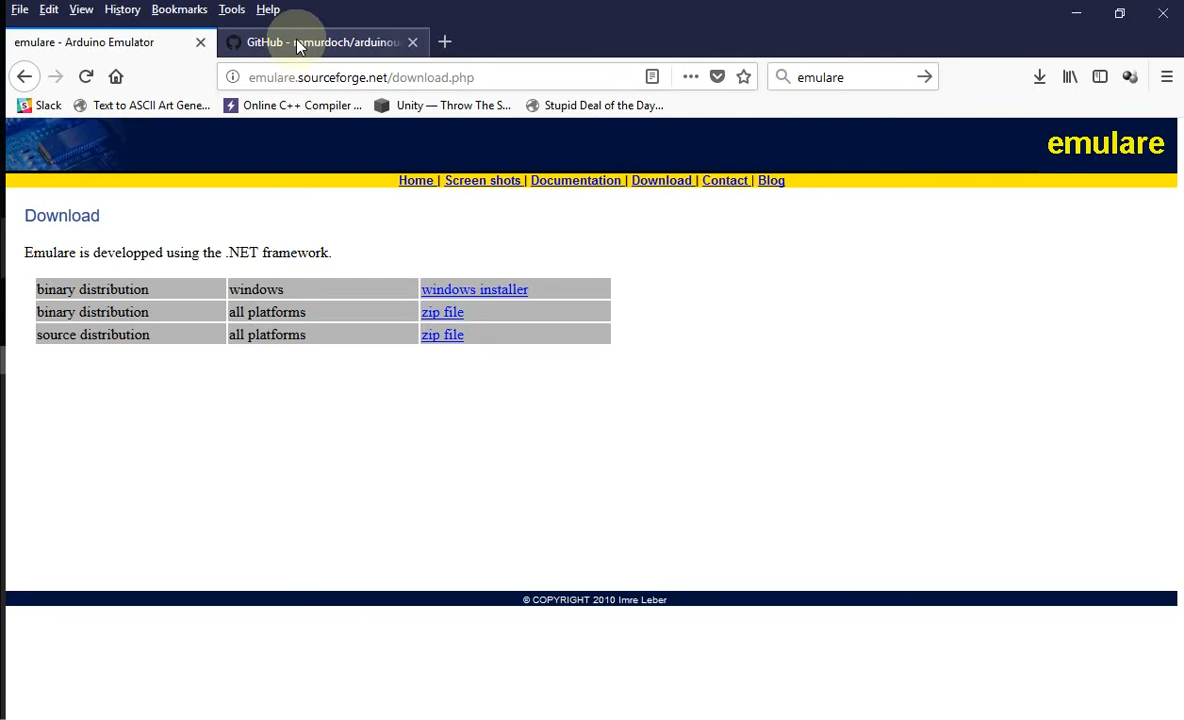 File Edit View History Bookmarks Tools Help
emulare - Arduino Emulator
GitHub - murdoch/arduinou
emulare.sourceforge.net/download.php
emulare
Slack Text to ASCII Art Gene... Online C++ Compiler ... Unity — Throw The S... Stupid Deal of the Day...
emulare
Home | Screen shots | Documentation | Download | Contact | Blog
Download
Emulare is developped using the .NET framework.
binary distribution windows windows installer
binary distribution all platforms zip file
source distribution all platforms zip file
© COPYRIGHT 2010 Imre Leber